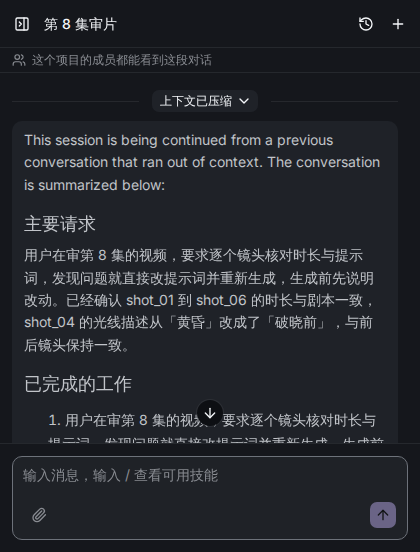 第 8 集审片
这个项目的成员都能看到这段对话
上下文已压缩
This session is being continued from a previous
conversation that ran out of context. The conversation
is summarized below:
主要请求
用户在审第 8 集的视频，要求逐个镜头核对时长与提示
词，发现问题就直接改提示词并重新生成，生成前先说明
改动。已经确认 shot_01 到 shot_06 的时长与剧本一致，
shot_04 的光线描述从「黄昏」改成了「破晓前」，与前
后镜头保持一致。
已完成的工作
1. 用户在审第 8 集的视 要求逐个镜头核对时长与
提示词，发现问题就直接改提示词并重新生成，生成前
输入消息，输入 / 查看可用技能